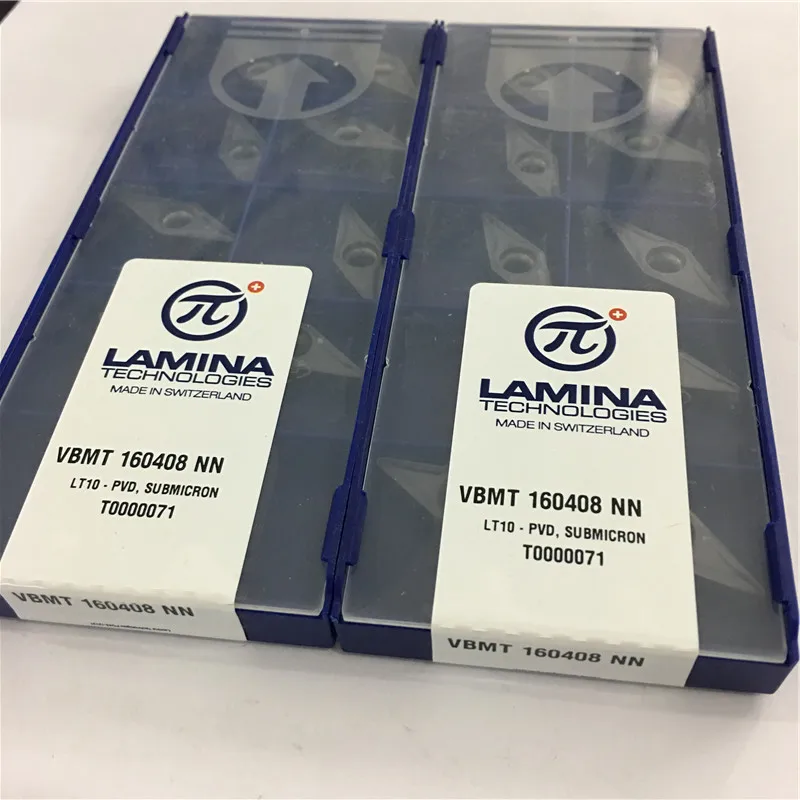 π
LAMINA
TECHNOLOGIES
MADE IN SWITZERLAND
VBMT 160408 NN
LT10 - PVD, SUBMICRON
T0000071
VBMT 160408 NN
π
LAMINA
TECHNOLOGIES
MADE IN SWITZERLAND
VBMT 160408 NN
LT10 - PVD, SUBMICRON
T0000071
VBMT 160408 NN